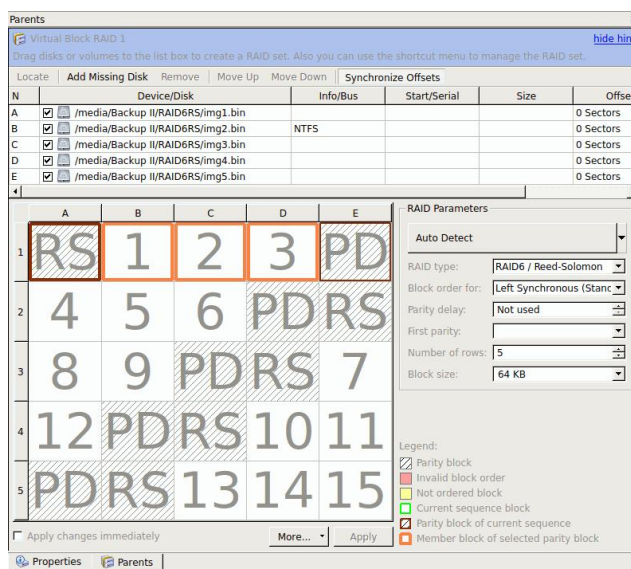 Parents
Virtual Block RAID 1 hide hin
Drag disks or volumes to the list box to create a RAID set. Also you can use the shortcut menu to manage the RAID set.
Locate Add Missing Disk Remove Move Up Move Down Synchronize Offsets
N Device/Disk Info/Bus Start/Serial Size Offse
A /media/Backup II/RAID6RS/img1.bin 0 Sectors
B /media/Backup II/RAID6RS/img2.bin NTFS 0 Sectors
C /media/Backup II/RAID6RS/img3.bin 0 Sectors
D /media/Backup II/RAID6RS/img4.bin 0 Sectors
E /media/Backup II/RAID6RS/img5.bin 0 Sectors
A B C D E
1 RS 1 2 3 PD
2 4 5 6 PD RS
3 8 9 PD RS 7
4 12 PD RS 10 11
5 PD RS 13 14 15
RAID Parameters
Auto Detect
RAID type: RAID6 / Reed-Solomon
Block order for: Left Synchronous (Stanc
Parity delay: Not used
First parity:
Number of rows: 5
Block size: 64 KB
Legend:
Parity block
Invalid block order
Not ordered block
Current sequence block
Parity block of current sequence
Member block of selected parity block
Apply changes immediately More... Apply
Properties Parents